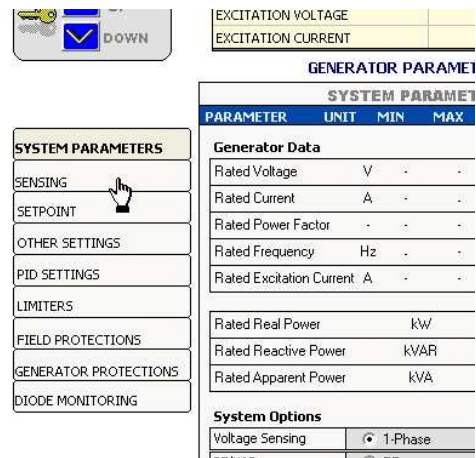 DOWN
EXCITATION VOLTAGE
EXCITATION CURRENT
GENERATOR PARAMET
SYSTEM PARAMET
PARAMETER UNIT MIN MAX
SYSTEM PARAMETERS
SENSING
SETPOINT
OTHER SETTINGS
PID SETTINGS
LIMITERS
FIELD PROTECTIONS
GENERATOR PROTECTIONS
DIODE MONITORING
Generator Data
Rated Voltage V - -
Rated Current A - -
Rated Power Factor - - -
Rated Frequency Hz - -
Rated Excitation Current A - -
Rated Real Power kW
Rated Reactive Power kVAR
Rated Apparent Power kVA
System Options
Voltage Sensing 1-Phase